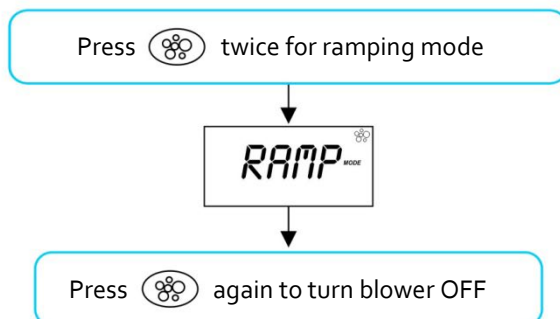 Press twice for ramping mode
RAMP MODE
Press again to turn blower OFF